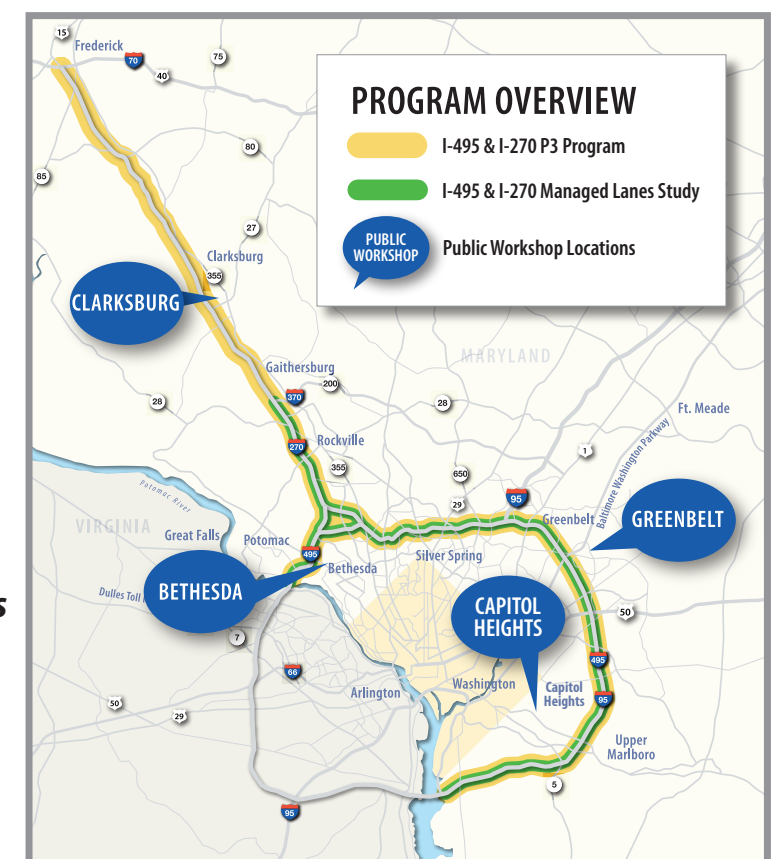 15
Frederick
70
75
40
PROGRAM OVERVIEW
I-495 & I-270 P3 Program
I-495 & I-270 Managed Lanes Study
PUBLIC
WORKSHOP
Public Workshop Locations
80
85
27
Clarksburg
355
CLARKSBURG
MARYLAND
Gaithersburg
370
200
28
28
Ft. Meade
270
Rockville
355
650
1
Baltimore Washington Parkway
29
95
Potomac River
VIRGINIA
Great Falls
Potomac
495
Greenbelt
GREENBELT
Silver Spring
Bethesda
BETHESDA
Dulles Toll
s
CAPITOL
HEIGHTS
50
7
66
495
Arlington
Washington
Capitol
Heights
95
50
29
Upper
Marlboro
5
95